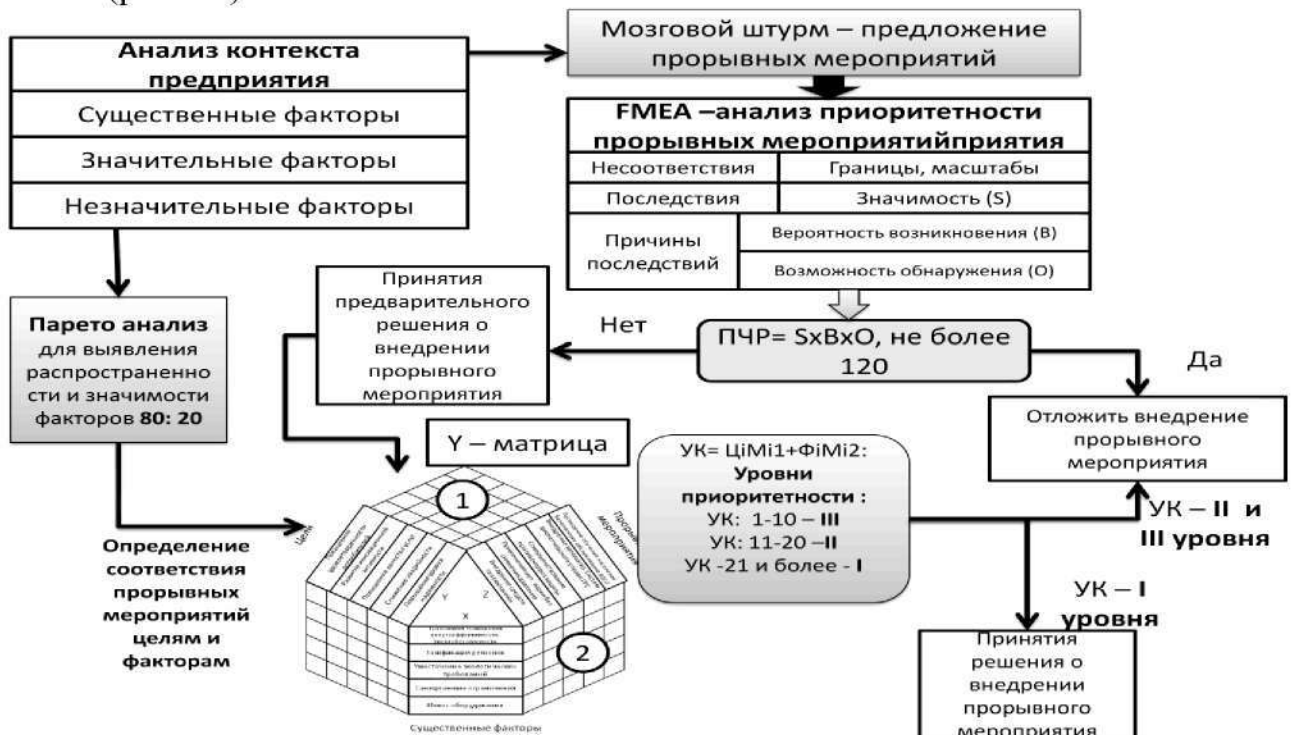 Анализ контекста
предприятия
Существенные факторы
Значительные факторы
Незначительные факторы
Мозговой штурм – предложение
прорывных мероприятий
FMEA –анализ приоритетности
прорывных мероприятийприятия
Несоответствия
Границы, масштабы
Последствия
Значимость (S)
Причины
последствий
Вероятность возникновения (В)
Возможность обнаружения (О)
Парето анализ
для выявления
распространенно
сти и значимости
факторов 80: 20
Принятия
предварительного
решения о
внедрении
прорывного
мероприятия
Нет
ПЧР= SxBxO, не более
120
Да
Отложить внедрение
прорывного
мероприятия
Y – матрица
УК= ЦiMi1+ФiMi2:
Уровни
приоритетности :
УК: 1-10 – III
УК: 11-20 –II
УК -21 и более - I
УК – II и
III уровня
УК – I
уровня
Принятия
решения о
внедрении
прорывного
мероприятия
Определение
соответствия
прорывных
мероприятий
целям и
факторам
1
2
Цели
Прорывные
мероприятия
Y
Z
X
Существенные факторы